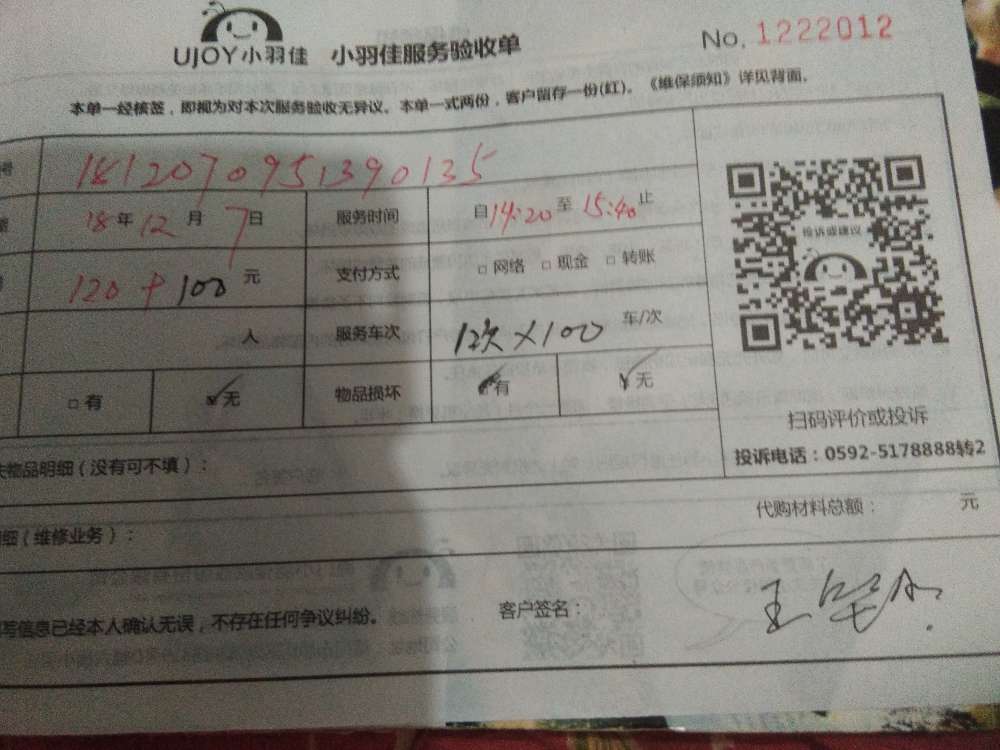 UJOY小羽佳 小羽佳服务验收单 No. 1222012
本单一经核签，即视为对本次服务验收无异议。本单一式两份，客户留存一份(红)。《维保须知》详见背面。
号 1812070951390135
18年12月7日 服务时间 自14:20至15:40止
120+100元 支付方式 □网络 □现金 □转账
人 服务车次 1次×100 车/次
□有 ✓无 物品损坏 有 ✓无
投诉或建议
扫码评价或投诉
投诉电话：0592-5178888转2
物品明细（没有可不填）：
细（维修业务）： 代购材料总额： 元
写信息已经本人确认无误，不存在任何争议纠纷。 客户签名： 王